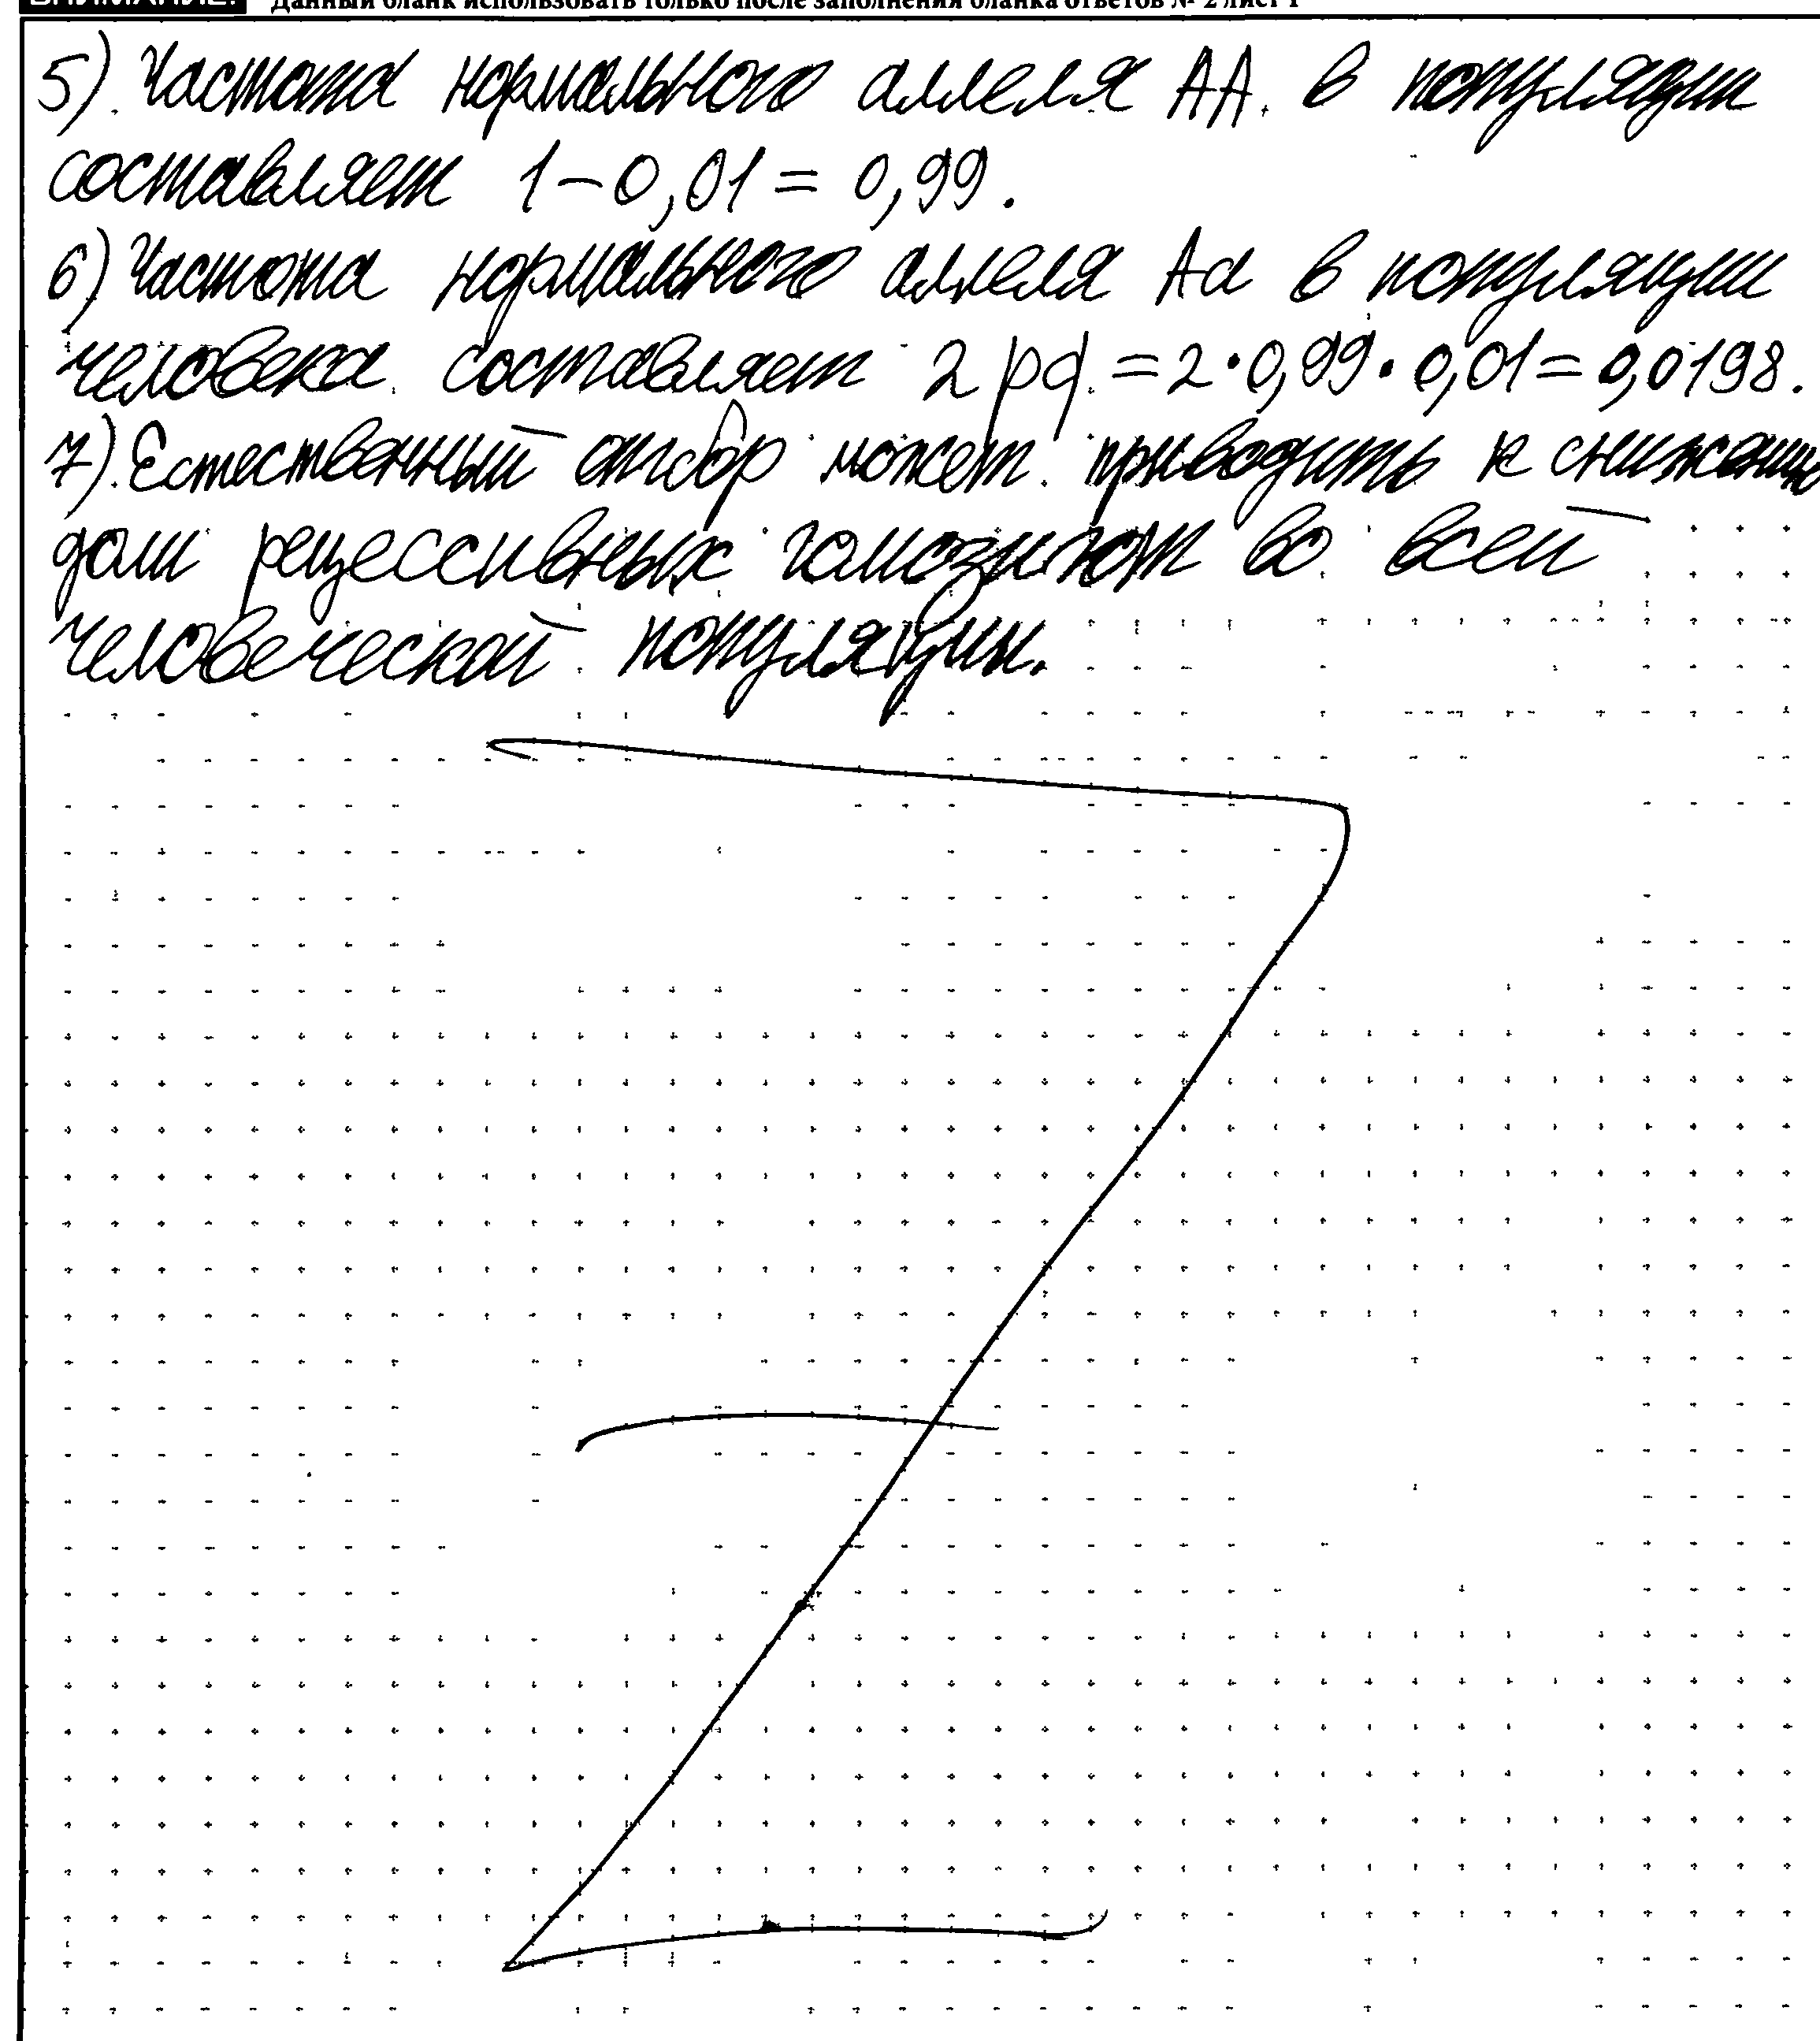 ВНИМАНИЕ! Данный бланк использовать только после заполнения бланка ответов № 2 лист 1
5). Частота нормального аллеля АА. в популяции
составляет 1-0,01 = 0,99.
6) Частота нормального аллеля Аа в популяции
человека составляет 2pq = 2·0,99·0,01 = 0,0198.
7). Естественный отбор может приводить к снижению
доли рецессивных гомозигот во всей
человеческой популяции.